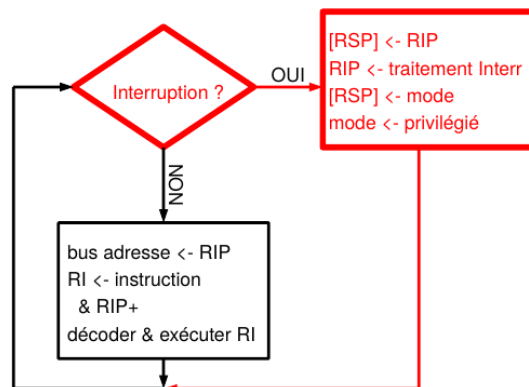 Interruption ?
OUI
[RSP] <- RIP
RIP <- traitement Interr
[RSP] <- mode
mode <- privilégié
NON
bus adresse <- RIP
RI <- instruction
& RIP+
décoder & exécuter RI